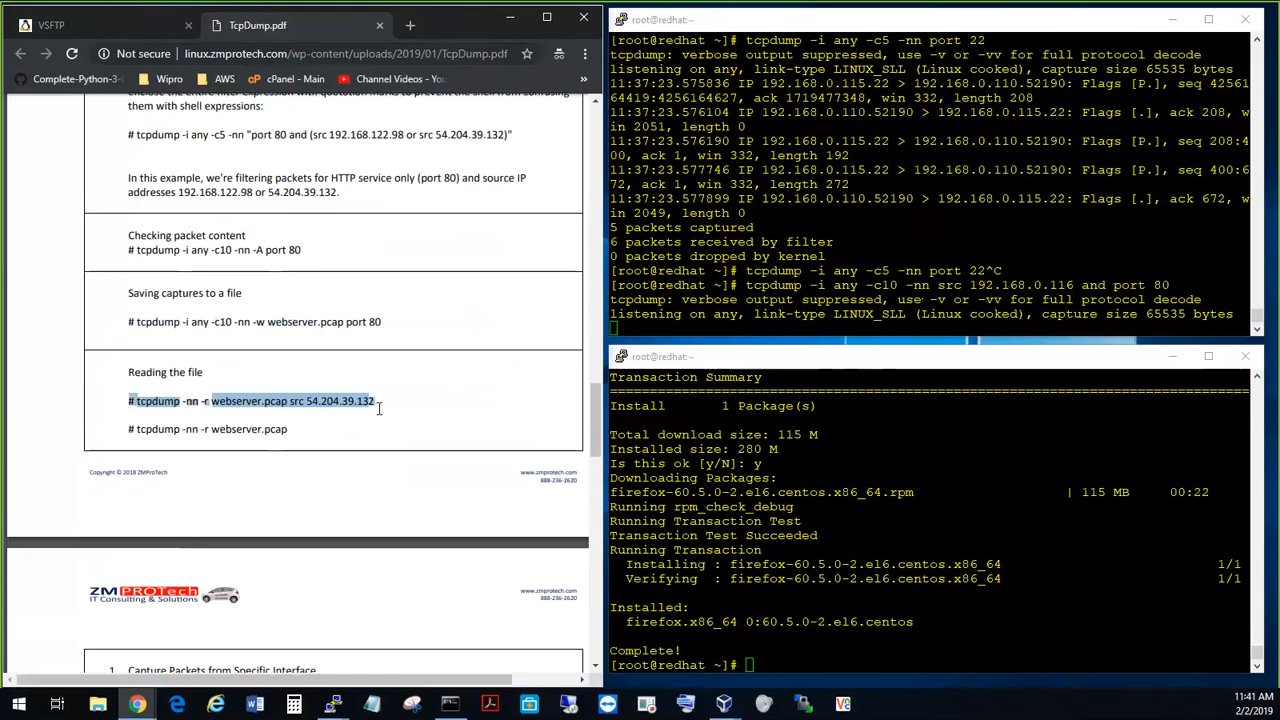 VSFTP
TcpDump.pdf
om/wp-content/uploads/2019/01/TcpDump.pdf
Complete-Python-3
Wipro
AWS
cPanel - Main
Channel Videos - You
them with shell expressions:
# tcpdump -i any -c5 -nn "port 80 and (src 192.168.122.98 or src 54.204.39.132)"
In this example, we're filtering packets for HTTP service only (port 80) and source IP
addresses 192.168.122.98 or 54.204.39.132.
Checking packet content
# tcpdump -i any -c10 -nn -A port 80
Saving captures to a file
# tcpdump -i any -c10 -nn -w webserver.pcap port 80
Reading the file
# tcpdump -nn -r webserver.pcap src 54.204.39.132
# tcpdump -nn -r webserver.pcap
Copyright © 2018 ZMProTech
www.zmprotech.com
888-236-2620
ZM PROTech
IT Consulting & Solutions
www.zmprotech.com
888-236-2620
1. Capture Packets from Specific Interface
root@redhat:~
[root@redhat ~]# tcpdump -i any -c5 -nn port 22
tcpdump: verbose output suppressed, use -v or -vv for full protocol decode
listening on any, link-type LINUX_SLL (Linux cooked), capture size 65535 bytes
11:37:23.575836 IP 192.168.0.115.22 > 192.168.0.110.52190: Flags [P.], seq 42561
64419:4256164627, ack 1719477348, win 332, length 208
11:37:23.576104 IP 192.168.0.110.52190 > 192.168.0.115.22: Flags [.], ack 208, w
in 2051, length 0
11:37:23.576190 IP 192.168.0.115.22 > 192.168.0.110.52190: Flags [P.], seq 208:4
00, ack 1, win 332, length 192
11:37:23.577746 IP 192.168.0.115.22 > 192.168.0.110.52190: Flags [P.], seq 400:6
72, ack 1, win 332, length 272
11:37:23.577899 IP 192.168.0.110.52190 > 192.168.0.115.22: Flags [.], ack 672, w
in 2049, length 0
5 packets captured
6 packets received by filter
0 packets dropped by kernel
[root@redhat ~]# tcpdump -i any -c5 -nn port 22^C
[root@redhat ~]# tcpdump -i any -c10 -nn src 192.168.0.116 and port 80
tcpdump: verbose output suppressed, use -v or -vv for full protocol decode
listening on any, link-type LINUX_SLL (Linux cooked), capture size 65535 bytes
root@redhat:~
Transaction Summary
================================================================================
Install 1 Package(s)
Total download size: 115 M
Installed size: 280 M
Is this ok [y/N]: y
Downloading Packages:
firefox-60.5.0-2.el6.centos.x86_64.rpm | 115 MB 00:22
Running rpm_check_debug
Running Transaction Test
Transaction Test Succeeded
Running Transaction
Installing : firefox-60.5.0-2.el6.centos.x86_64 1/1
Verifying : firefox-60.5.0-2.el6.centos.x86_64 1/1
Installed:
firefox.x86_64 0:60.5.0-2.el6.centos
Complete!
[root@redhat ~]#
11:41 AM
2/2/2019